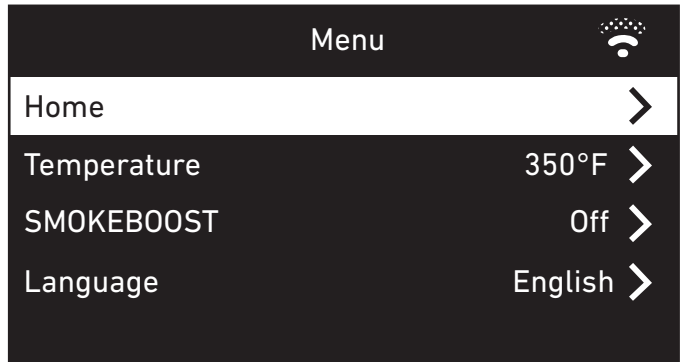 Menu
Home
Temperature 350°F
SMOKEBOOST Off
Language English